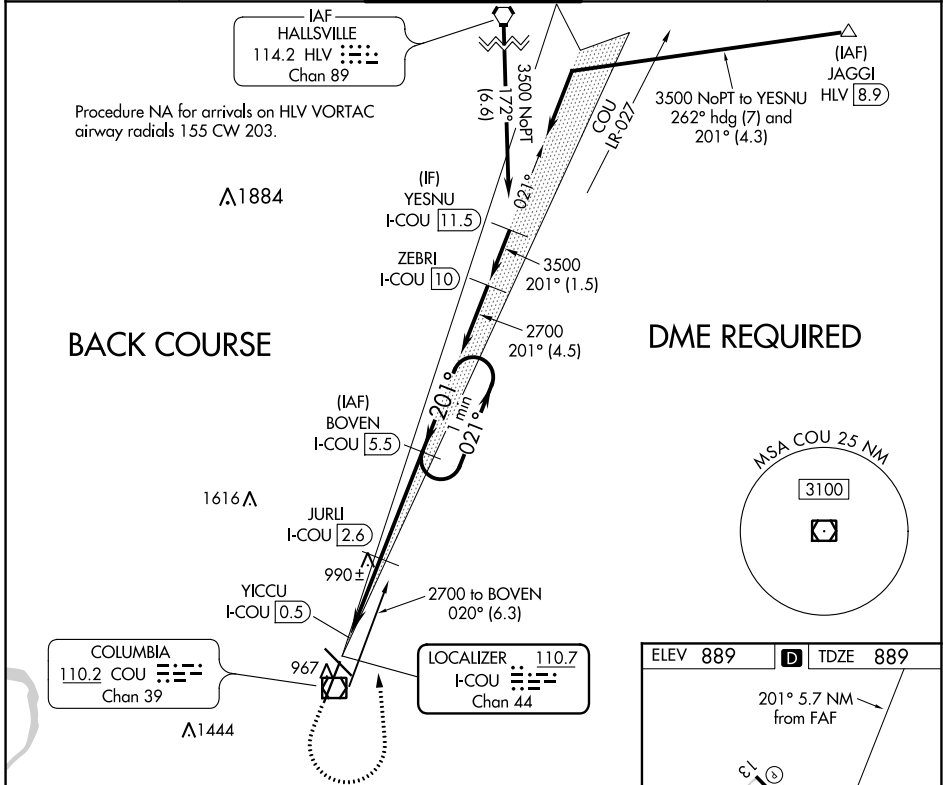 IAF
HALLSVILLE
114.2 HLV
Chan 89
Procedure NA for arrivals on HLV VORTAC
airway radials 155 CW 203.
3500 NoPT
172°
(6.6)
COU
LR-027
(IAF)
JAGGI
HLV 8.9
3500 NoPT to YESNU
262° hdg (7) and
201° (4.3)
1884
(IF)
YESNU
I-COU 11.5
021°
ZEBRI
I-COU 10
3500
201° (1.5)
2700
201° (4.5)
BACK COURSE
DME REQUIRED
(IAF)
BOVEN
I-COU 5.5
201°
1 min
021°
MSA COU 25 NM
3100
1616
JURLI
I-COU 2.6
990±
YICCU
I-COU 0.5
2700 to BOVEN
020° (6.3)
COLUMBIA
110.2 COU
Chan 39
967
LOCALIZER 110.7
I-COU
Chan 44
1444
ELEV 889 D TDZE 889
201° 5.7 NM
from FAF
13
P